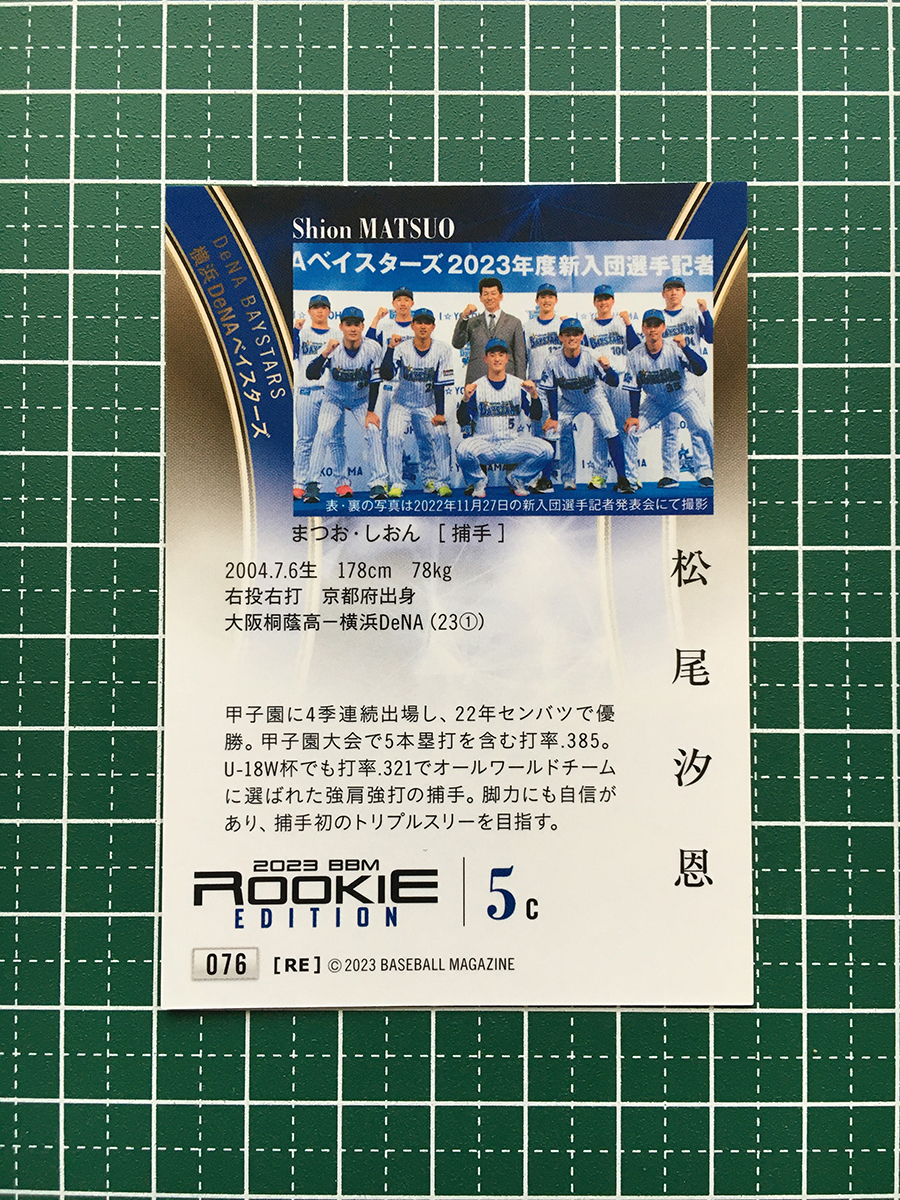 Shion MATSUO
DeNA BAYSTARS
横浜DeNAベイスターズ
Aベイスターズ2023年度新入団選手記者
表・裏の写真は2022年11月27日の新入団選手記者発表会にて撮影
まつお・しおん ［捕手］
2004.7.6生 178cm 78kg
右投右打 京都府出身
大阪桐蔭高ー横浜DeNA（23①）
松尾汐恩
甲子園に4季連続出場し、22年センバツで優
勝。甲子園大会で5本塁打を含む打率.385。
U-18W杯でも打率.321でオールワールドチーム
に選ばれた強肩強打の捕手。脚力にも自信が
あり、捕手初のトリプルスリーを目指す。
2023 BBM
ROOKIE
EDITION
5 C
076 [RE] ©2023 BASEBALL MAGAZINE